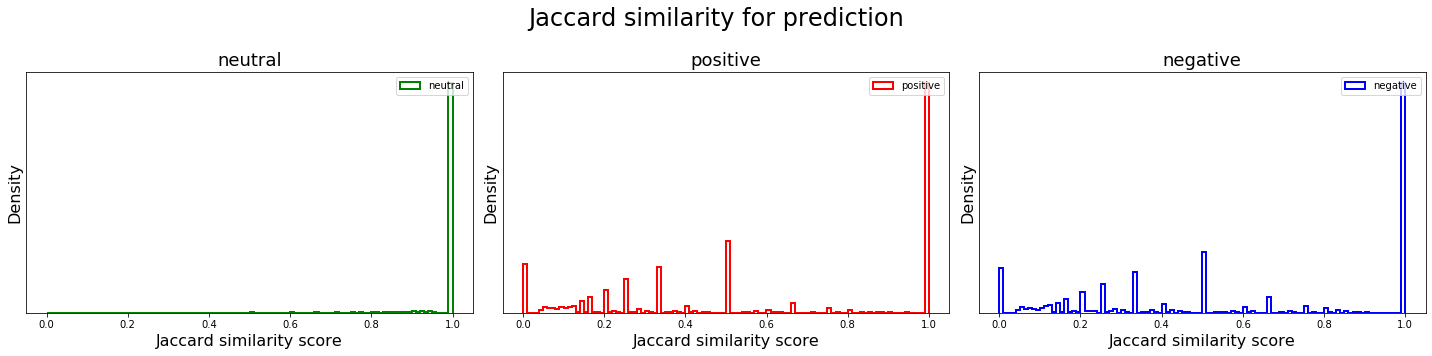 Jaccard similarity for prediction
neutral
neutral
Density
0.0 0.2 0.4 0.6 0.8 1.0
Jaccard similarity score
positive
positive
Density
0.0 0.2 0.4 0.6 0.8 1.0
Jaccard similarity score
negative
negative
Density
0.0 0.2 0.4 0.6 0.8 1.0
Jaccard similarity score